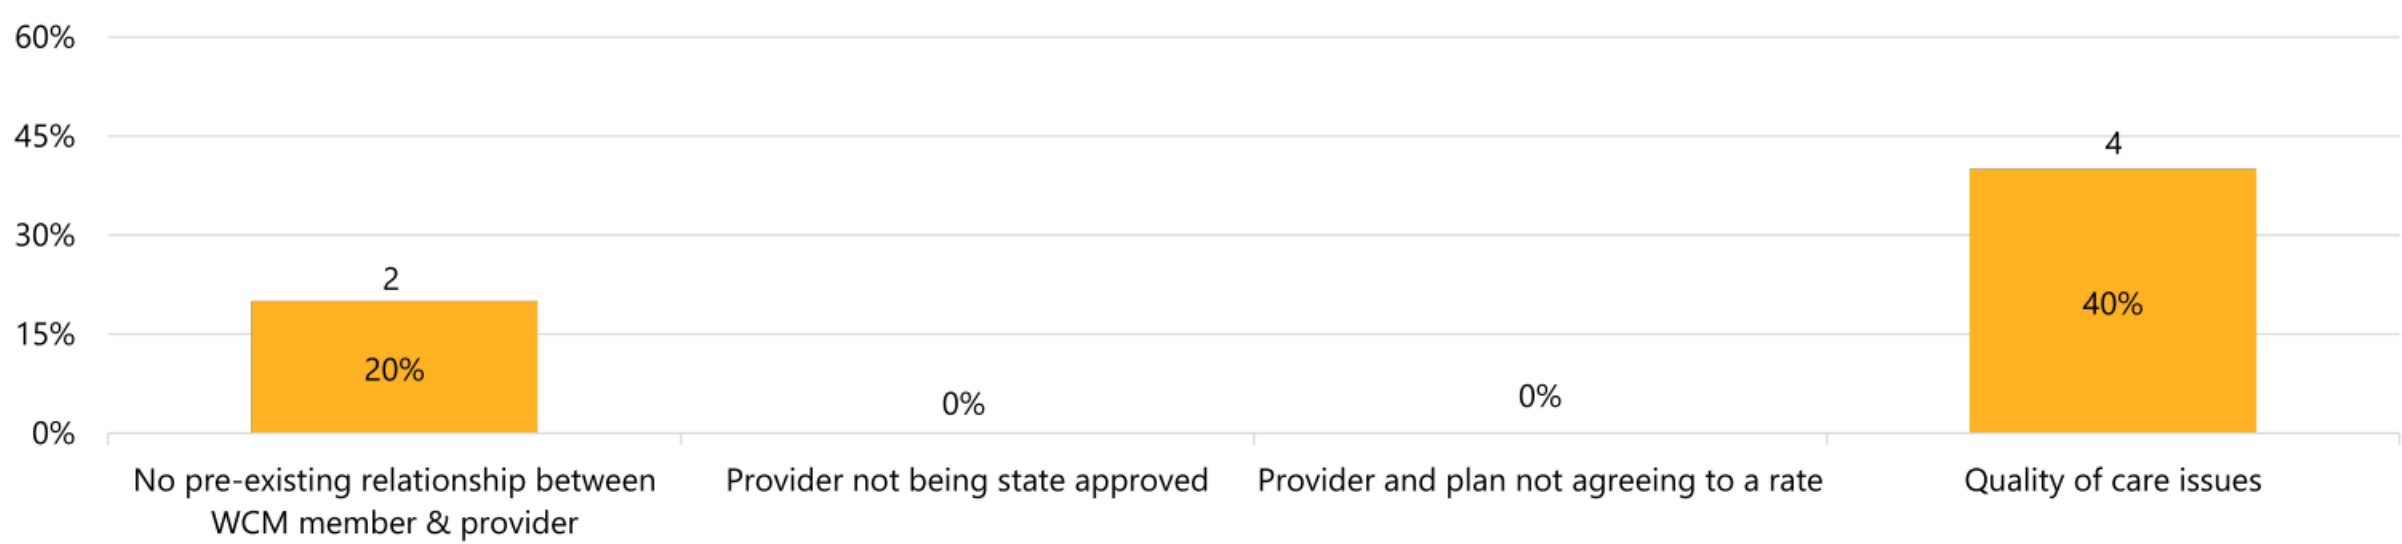 60%
45%
30%
15%
0%
2
20%
0%
0%
4
40%
No pre-existing relationship between
WCM member & provider
Provider not being state approved
Provider and plan not agreeing to a rate
Quality of care issues